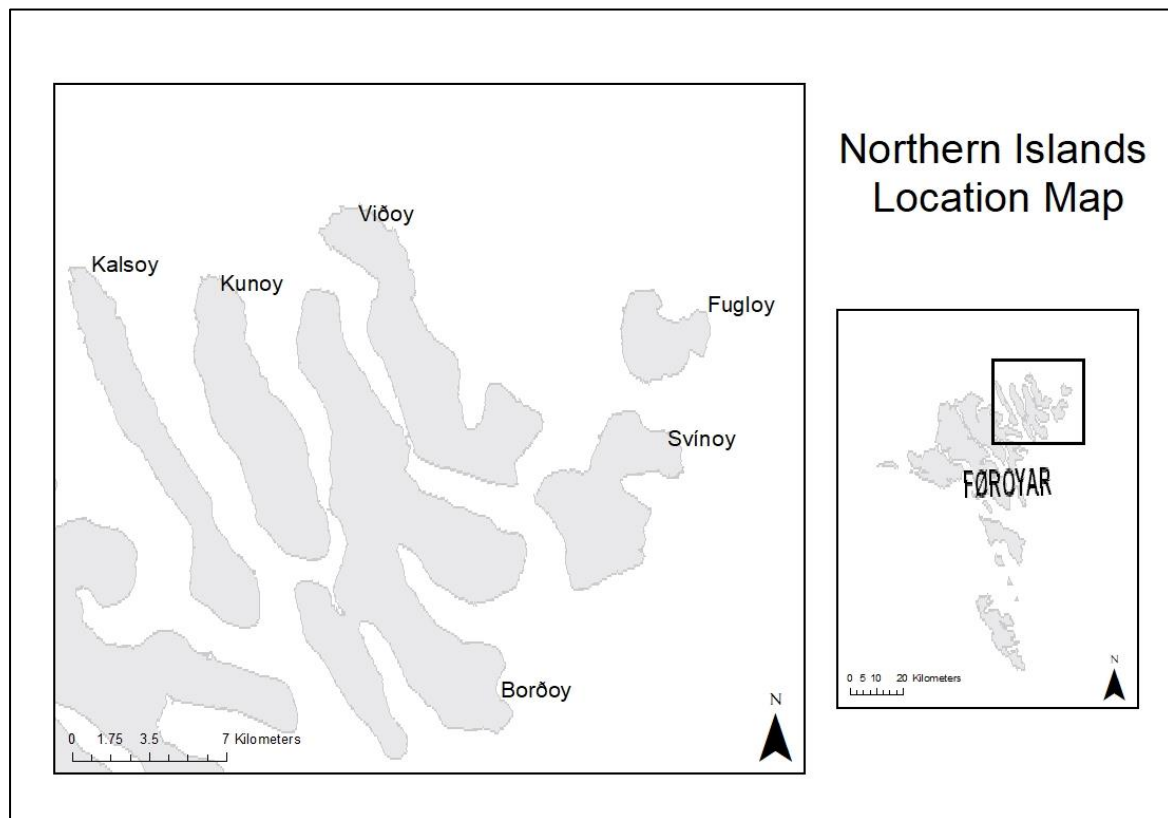 Northern Islands
Location Map
Viðoy
Kalsoy
Kunoy
Fugloy
Svínoy
Borðoy
N
0 1.75 3.5 7 Kilometers
FØROYAR
N
0 5 10 20 Kilometers